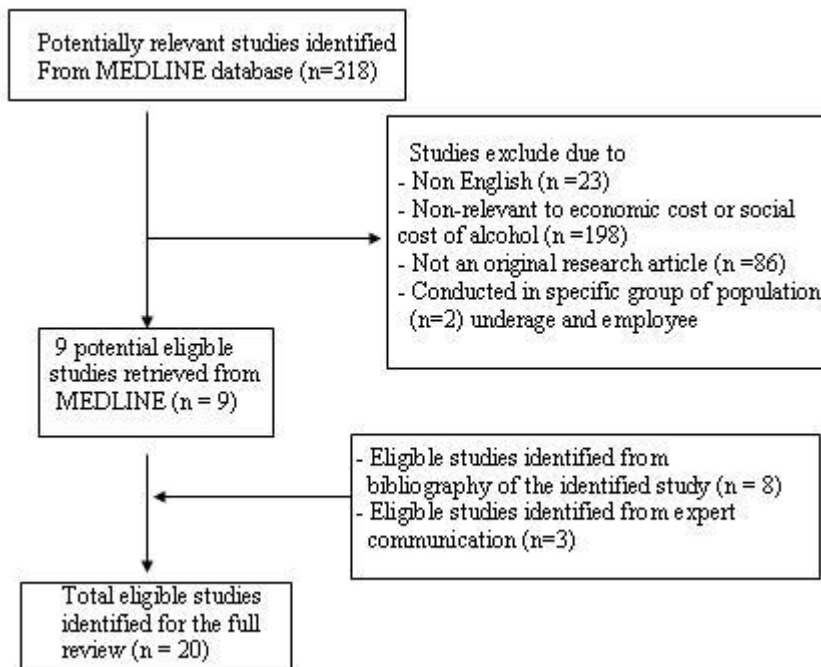 Potentially relevant studies identified
From MEDLINE database (n=318)
Studies exclude due to
- Non English (n =23)
- Non-relevant to economic cost or social
cost of alcohol (n =198)
- Not an original research article (n =86)
- Conducted in specific group of population
(n=2) underage and employee
9 potential eligible
studies retrieved from
MEDLINE (n = 9)
- Eligible studies identified from
bibliography of the identified study (n = 8)
- Eligible studies identified from expert
communication (n=3)
Total eligible studies
identified for the full
review (n = 20)